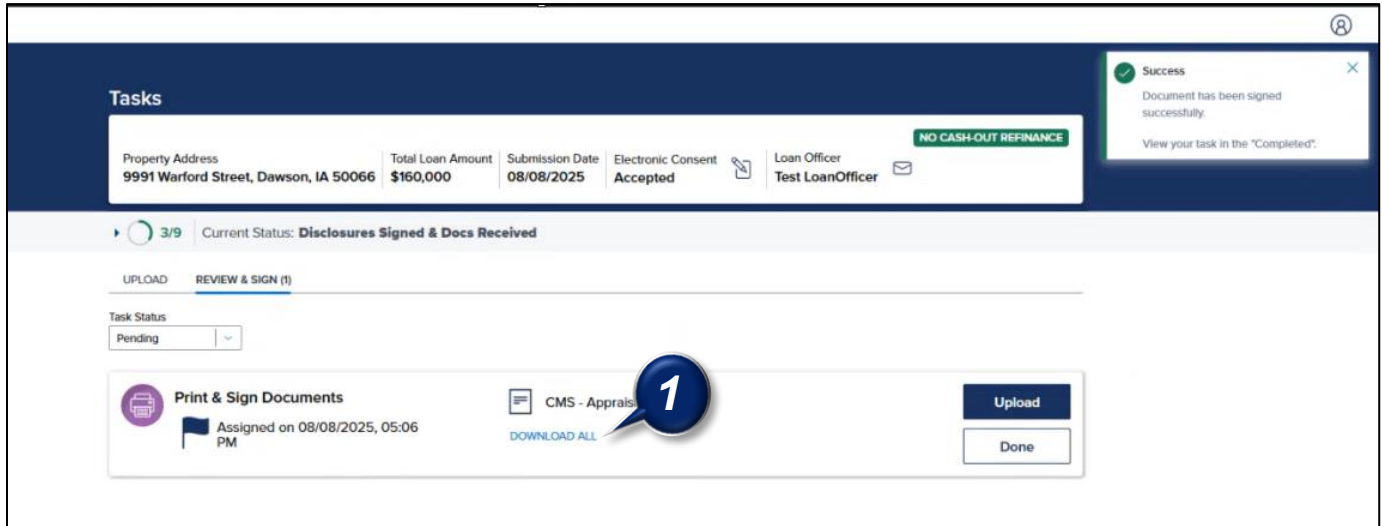 Success
Document has been signed
successfully.
View your task in the "Completed".
Tasks
NO CASH-OUT REFINANCE
Property Address
9991 Warford Street, Dawson, IA 50066
Total Loan Amount
$160,000
Submission Date
08/08/2025
Electronic Consent
Accepted
Loan Officer
Test LoanOfficer
3/9 Current Status: Disclosures Signed & Docs Received
UPLOAD REVIEW & SIGN (1)
Task Status
Pending
Print & Sign Documents
Assigned on 08/08/2025, 05:06
PM
CMS -
DOWNLOAD ALL
1
Upload
Done